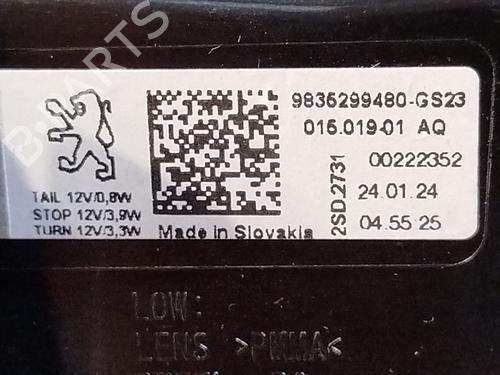 B-Parts
9835299480-GS23
015.019-01 AQ
2SD.2731
00222352
24.01.24
04.55 25
TAIL 12V/0,8W
STOP 12V/3,9W
TURN 12V/3,3W
Made in Slovakia
LOW:
LENS >PMMA<